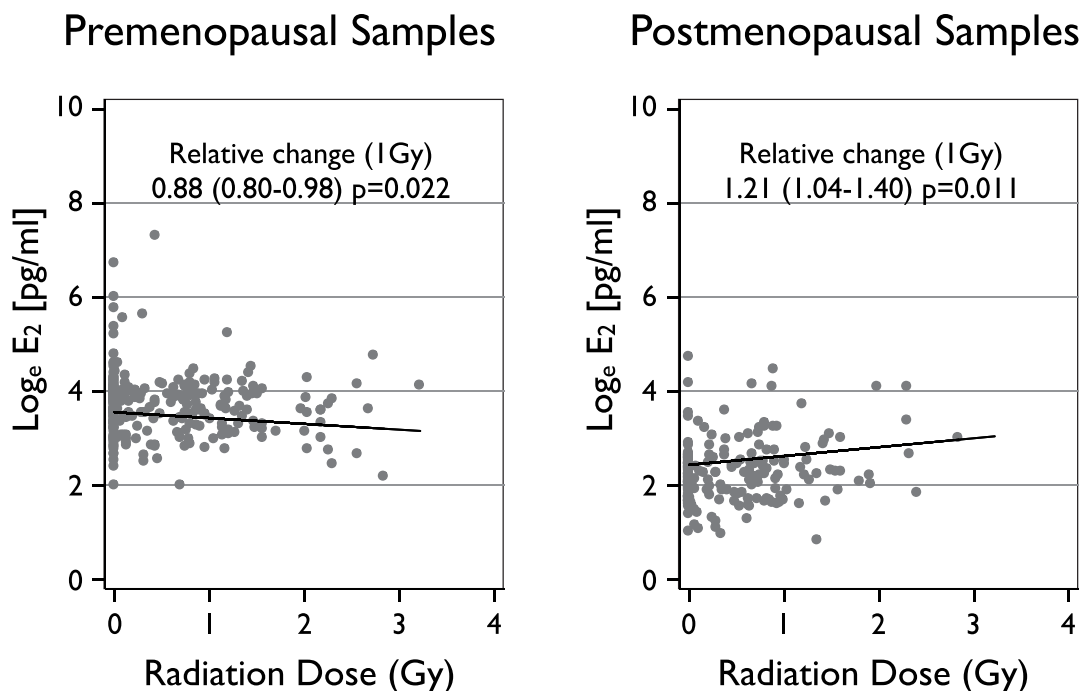 Premenopausal Samples
10
8
6
4
2
0
Relative change (1Gy)
0.88 (0.80-0.98) p=0.022
Logₑ E₂ [pg/ml]
0 1 2 3 4
Radiation Dose (Gy)
Postmenopausal Samples
10
8
6
4
2
0
Relative change (1Gy)
1.21 (1.04-1.40) p=0.011
Logₑ E₂ [pg/ml]
0 1 2 3 4
Radiation Dose (Gy)